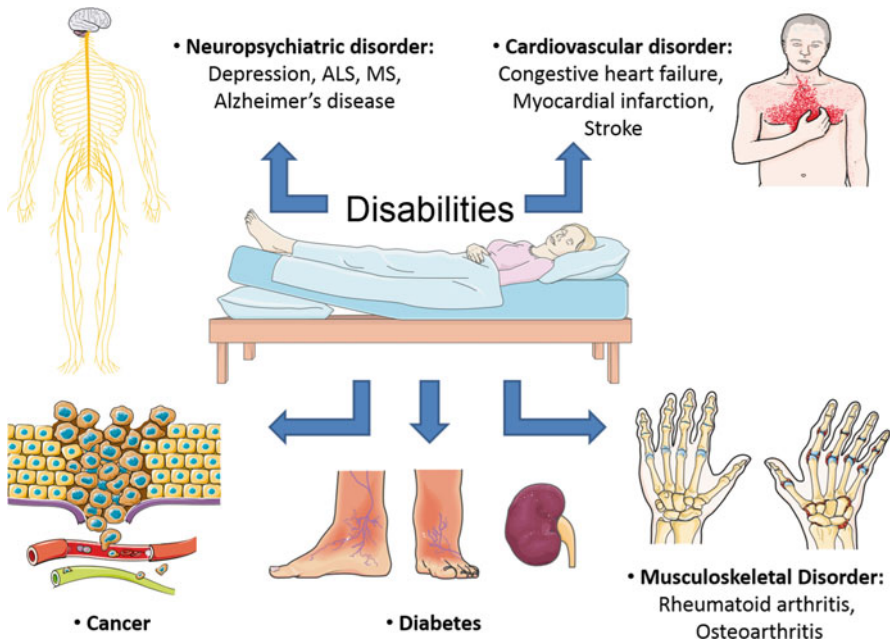 • Neuropsychiatric disorder:
Depression, ALS, MS,
Alzheimer's disease
• Cardiovascular disorder:
Congestive heart failure,
Myocardial infarction,
Stroke
Disabilities
• Cancer
• Diabetes
• Musculoskeletal Disorder:
Rheumatoid arthritis,
Osteoarthritis